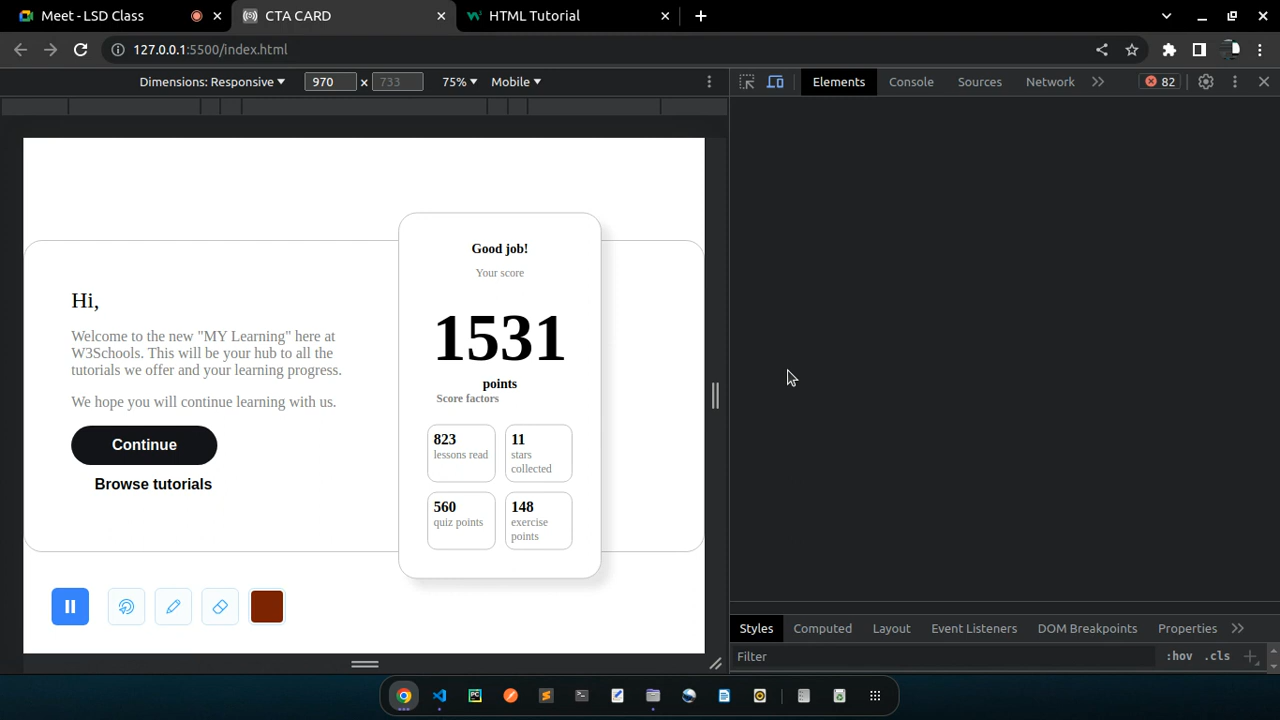 Meet - LSD Class
CTA CARD
HTML Tutorial
127.0.0.1:5500/index.html
Dimensions: Responsive
970 x 733
75%
Mobile
Elements
Console
Sources
Network
82
Hi,
Welcome to the new "MY Learning" here at
W3Schools. This will be your hub to all the
tutorials we offer and your learning progress.
We hope you will continue learning with us.
Continue
Browse tutorials
Good job!
Your score
1531
points
Score factors
823
lessons read
11
stars
collected
560
quiz points
148
exercise
points
Styles
Computed
Layout
Event Listeners
DOM Breakpoints
Properties
Filter
:hov
.cls